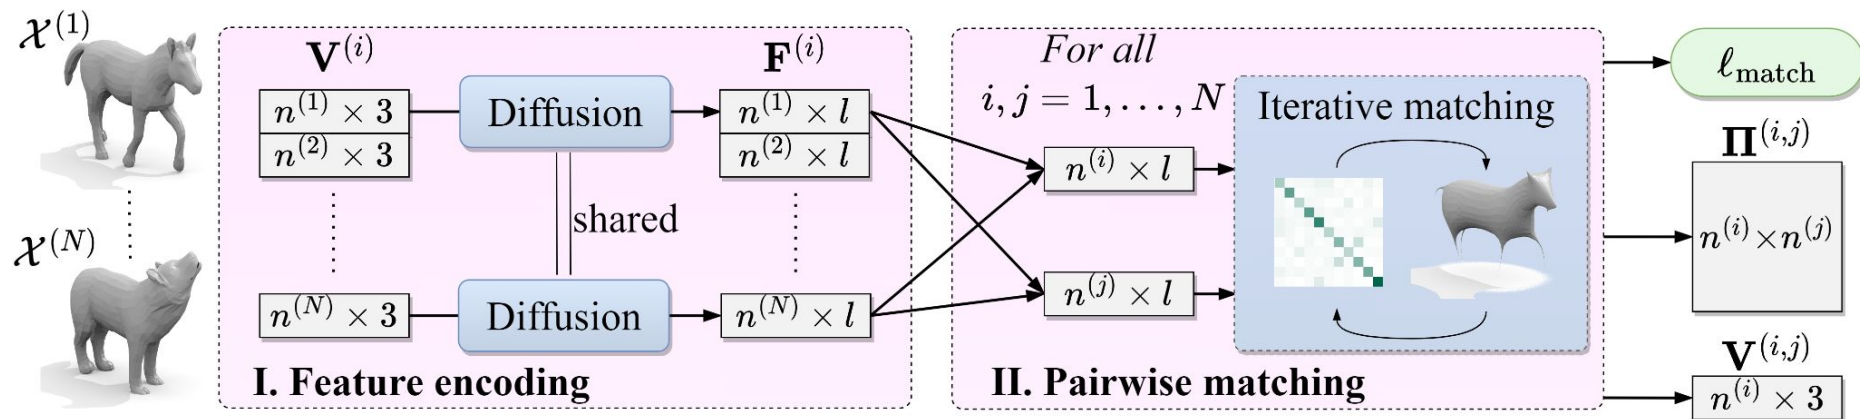 𝒳⁽¹⁾
𝒳⁽ᴺ⁾
V⁽ⁱ⁾
n⁽¹⁾ × 3
n⁽²⁾ × 3
n⁽ᴺ⁾ × 3
Diffusion
shared
Diffusion
F⁽ⁱ⁾
n⁽¹⁾ × l
n⁽²⁾ × l
n⁽ᴺ⁾ × l
I. Feature encoding
For all
i, j = 1, . . . , N
n⁽ⁱ⁾ × l
n⁽ʲ⁾ × l
Iterative matching
II. Pairwise matching
ℓmatch
Π⁽ⁱ,ʲ⁾
n⁽ⁱ⁾×n⁽ʲ⁾
V⁽ⁱ,ʲ⁾
n⁽ⁱ⁾ × 3